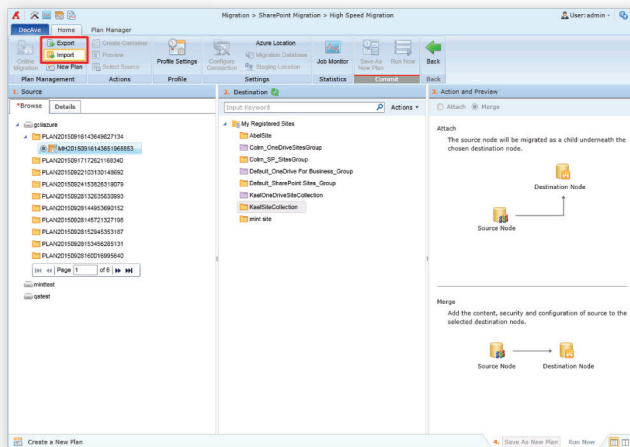 Migration > SharePoint Migration > High Speed Migration
User: admin
DocAve
Home
Plan Manager
Export
Import
New Plan
Online Migration
Create Container
Preview
Select Source
Profile Settings
Configure Connection
Azure Location
Migration Database
Staging Location
Job Monitor
Save As New Plan
Run Now
Back
Plan Management
Actions
Profile
Settings
Statistics
Commit
Back
1. Source
2. Destination
3. Action and Preview
*Browse
Details
Input Keyword
Actions
Attach
Merge
gcliazure
PLAN20150916143649627134
MH20150916143651968853
PLAN20150917172621168340
PLAN20150922103130148692
PLAN20150924153626319079
PLAN20150928132635630993
PLAN20150928144953690152
PLAN20150928145721327198
PLAN20150928152945353167
PLAN20150928153456285131
PLAN20150928160016995640
Page 1 of 6
minttest
qatest
My Registered Sites
AbelSite
Colrn_OneDriveSitesGroup
Colrn_SP_SitesGroup
Default_OneDrive For Business_Group
Default_SharePoint Sites_Group
KaelOneDriveSiteCollection
KaelSiteCollection
mint site
Attach
The source node will be migrated as a child underneath the
chosen destination node.
Destination Node
Source Node
Merge
Add the content, security and configuration of source to the
selected destination node.
Source Node
Destination Node
Create a New Plan
4. Save As New Plan
Run Now